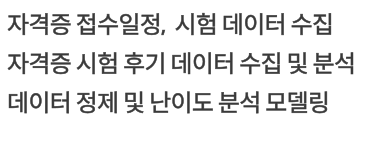 자격증 접수일정, 시험 데이터 수집
자격증 시험 후기 데이터 수집 및 분석
데이터 정제 및 난이도 분석 모델링